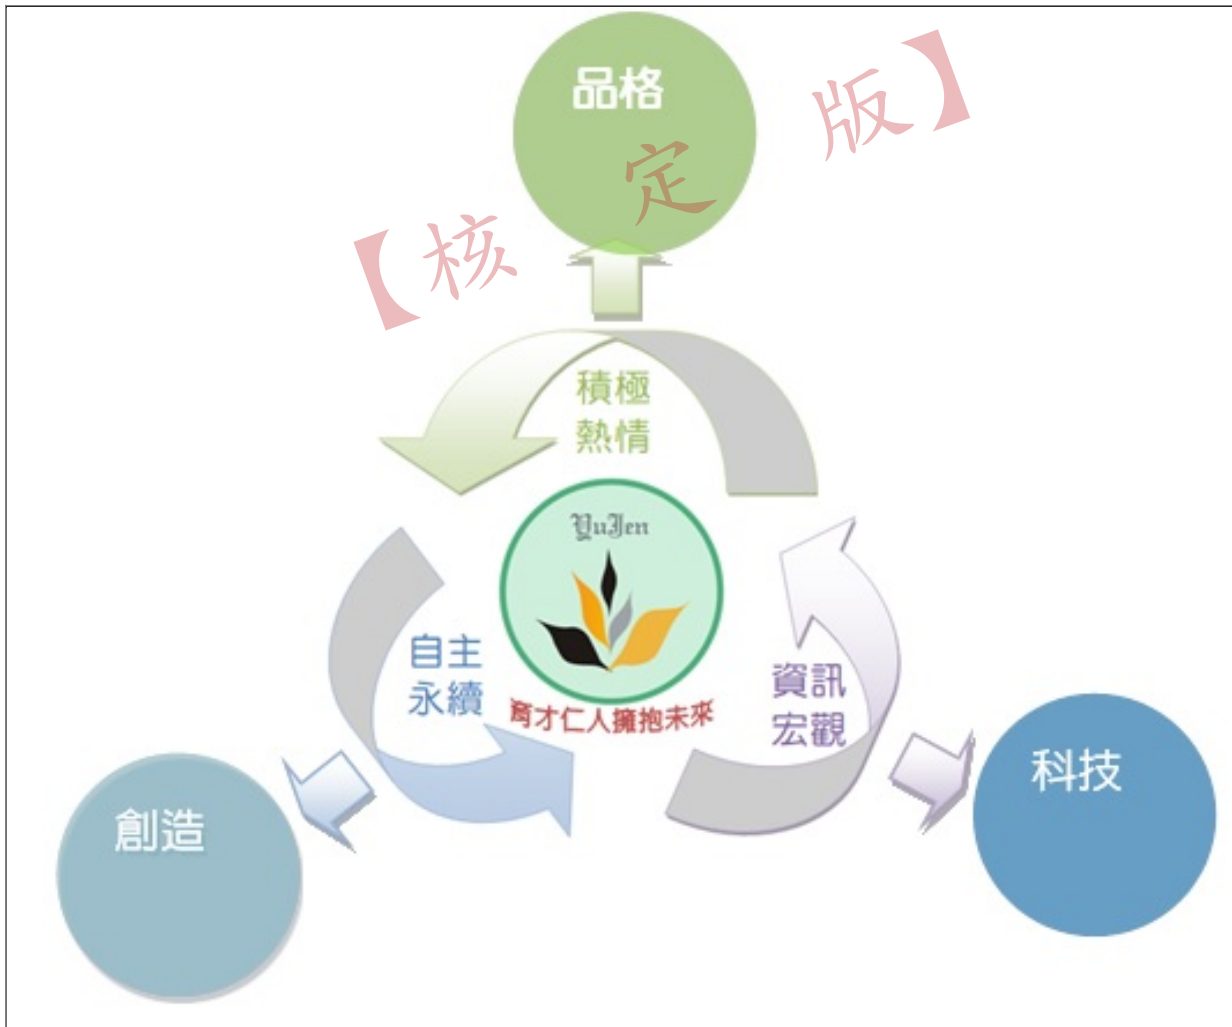 品格
【核定版】
積極
熱情
YuJen
自主
永續
育才仁人擁抱未來
資訊
宏觀
科技
創造